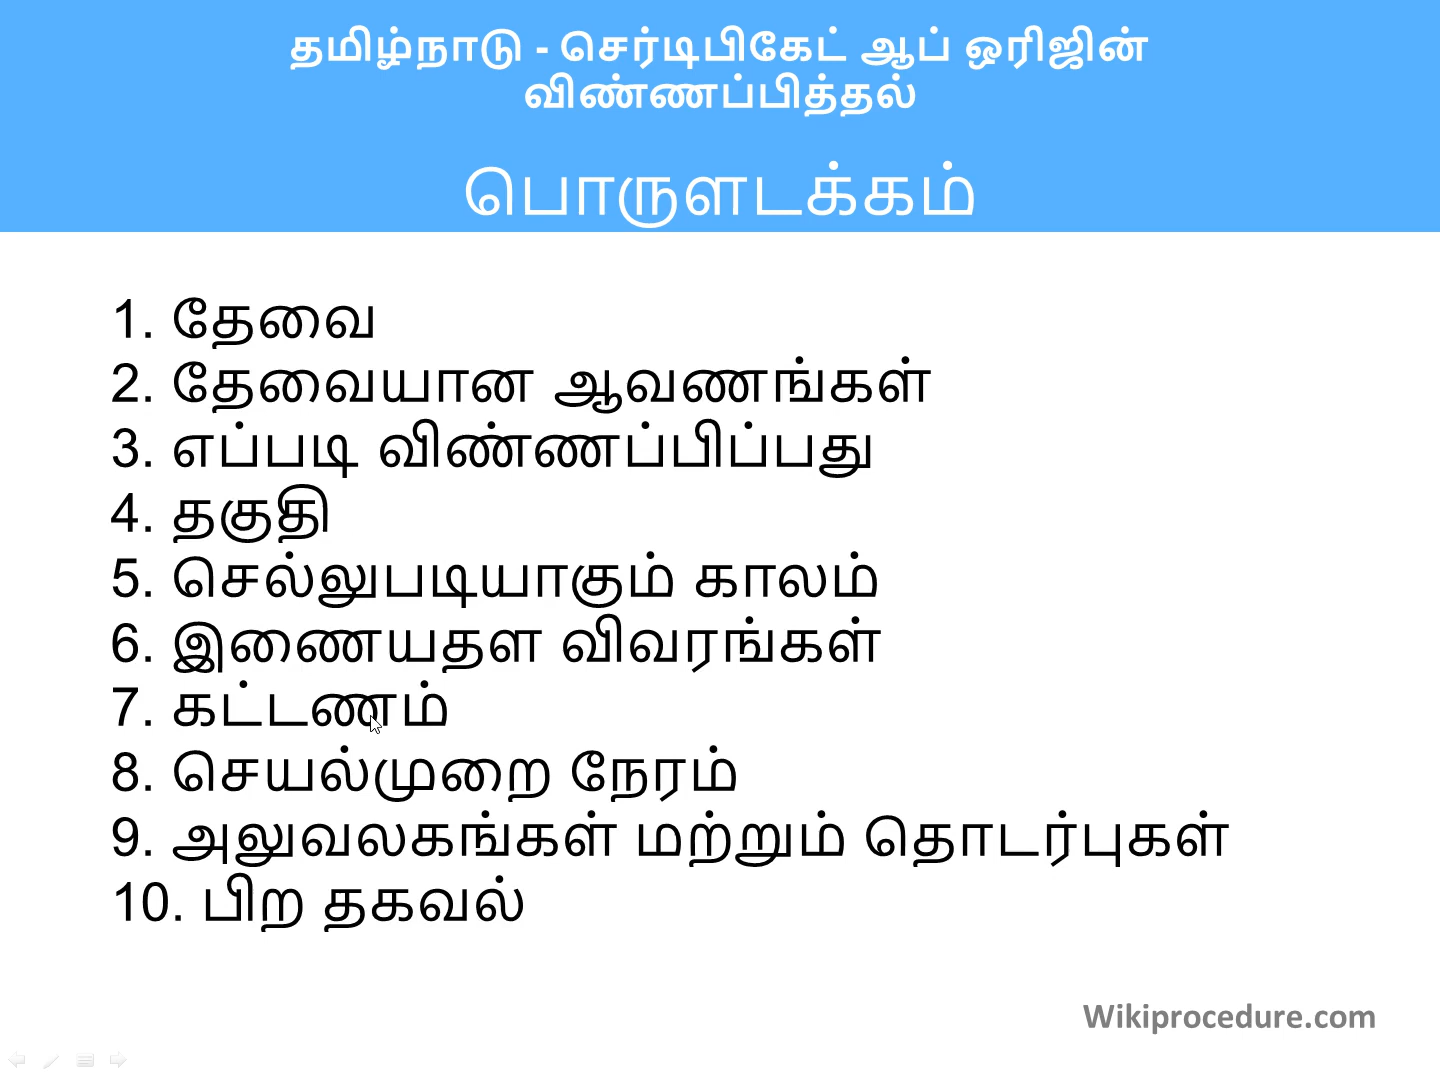 தமிழ்நாடு - செர்டிபிகேட் ஆப் ஒரிஜின்
விண்ணப்பித்தல்
பொருளடக்கம்
1. தேவை
2. தேவையான ஆவணங்கள்
3. எப்படி விண்ணப்பிப்பது
4. தகுதி
5. செல்லுபடியாகும் காலம்
6. இணையதள விவரங்கள்
7. கட்டணம்
8. செயல்முறை நேரம்
9. அலுவலகங்கள் மற்றும் தொடர்புகள்
10. பிற தகவல்
Wikiprocedure.com